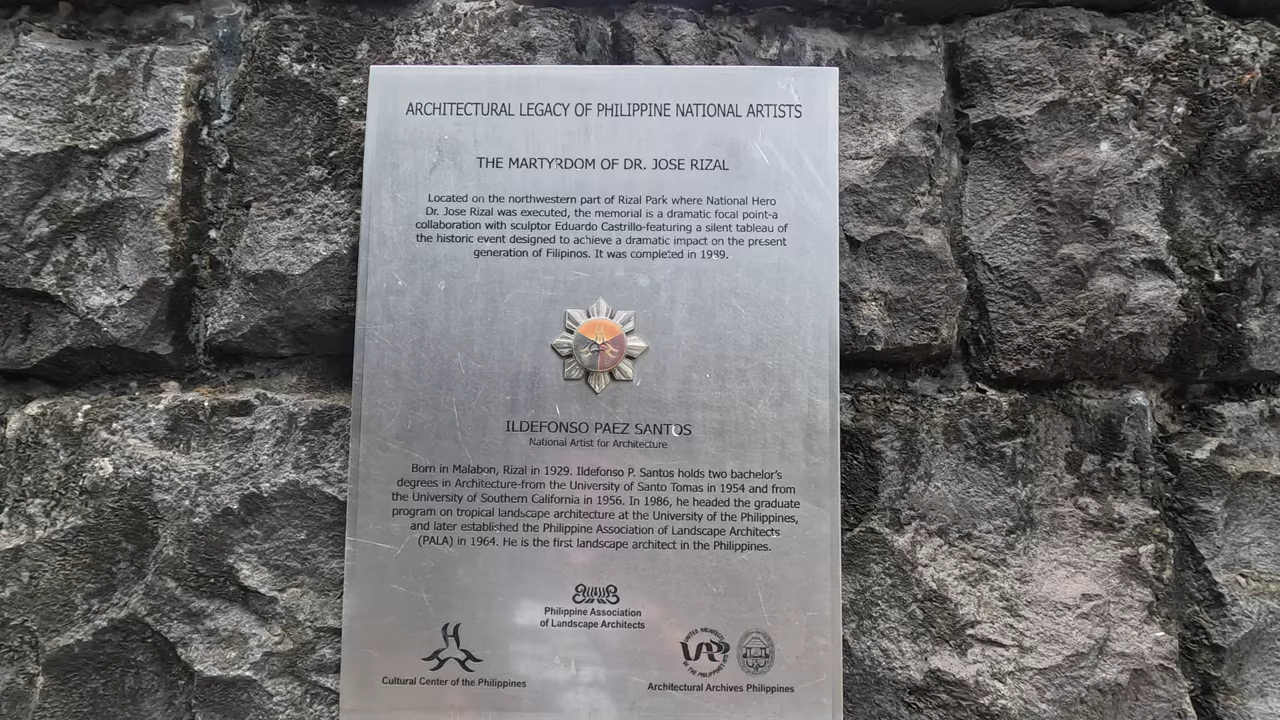 ARCHITECTURAL LEGACY OF PHILIPPINE NATIONAL ARTISTS
THE MARTYRDOM OF DR. JOSE RIZAL
Located on the northwestern part of Rizal Park where National Hero
Dr. Jose Rizal was executed, the memorial is a dramatic focal point-a
collaboration with sculptor Eduardo Castrillo-featuring a silent tableau of
the historic event designed to achieve a dramatic impact on the present
generation of Filipinos. It was completed in 1989.
ILDEFONSO PAEZ SANTOS
National Artist for Architecture
Born in Malabon, Rizal in 1929. Ildefonso P. Santos holds two bachelor's
degrees in Architecture-from the University of Santo Tomas in 1954 and from
the University of Southern California in 1956. In 1986, he headed the graduate
program on tropical landscape architecture at the University of the Philippines,
and later established the Philippine Association of Landscape Architects
(PALA) in 1964. He is the first landscape architect in the Philippines.
Philippine Association
of Landscape Architects
Cultural Center of the Philippines
UNITED ARCHITECTS
UAP
OF THE PHILIPPINES
Architectural Archives Philippines